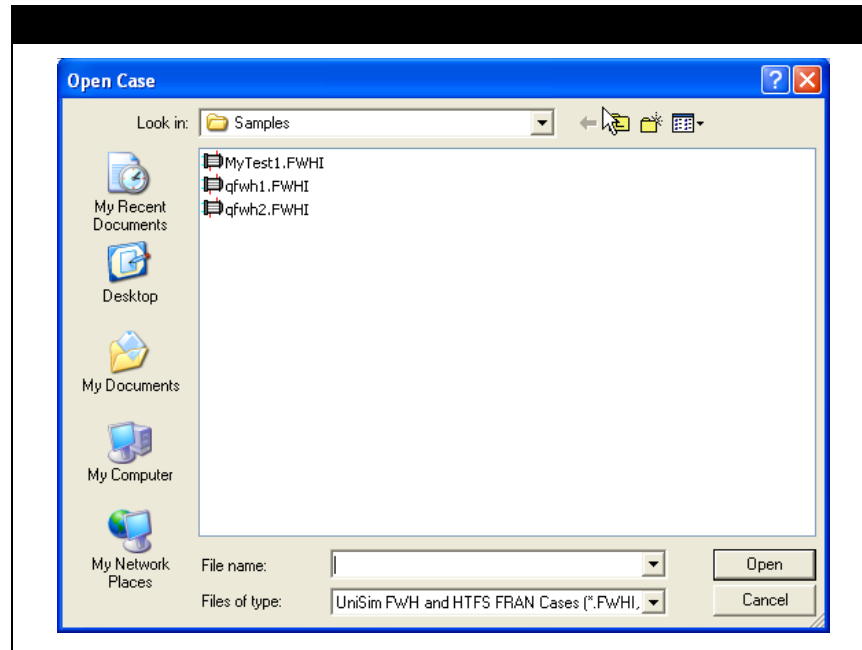 Open Case
Look in:
Samples
MyTest1.FWHI
qfwh1.FWHI
qfwh2.FWHI
My Recent
Documents
Desktop
My Documents
My Computer
My Network
Places
File name:
Open
Files of type:
UniSim FWH and HTFS FRAN Cases (*.FWHI,
Cancel